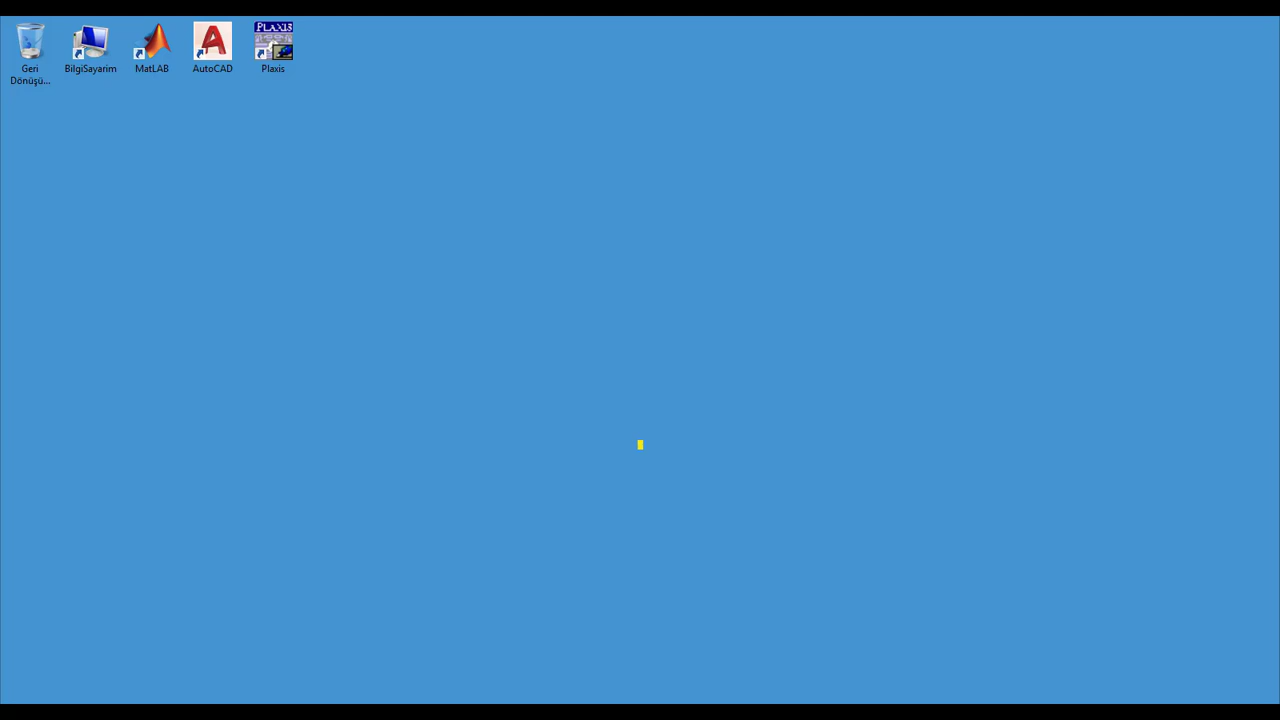 PLAXIS
Geri
Dönüşü...
BilgiSayarim
MatLAB
AutoCAD
Plaxis